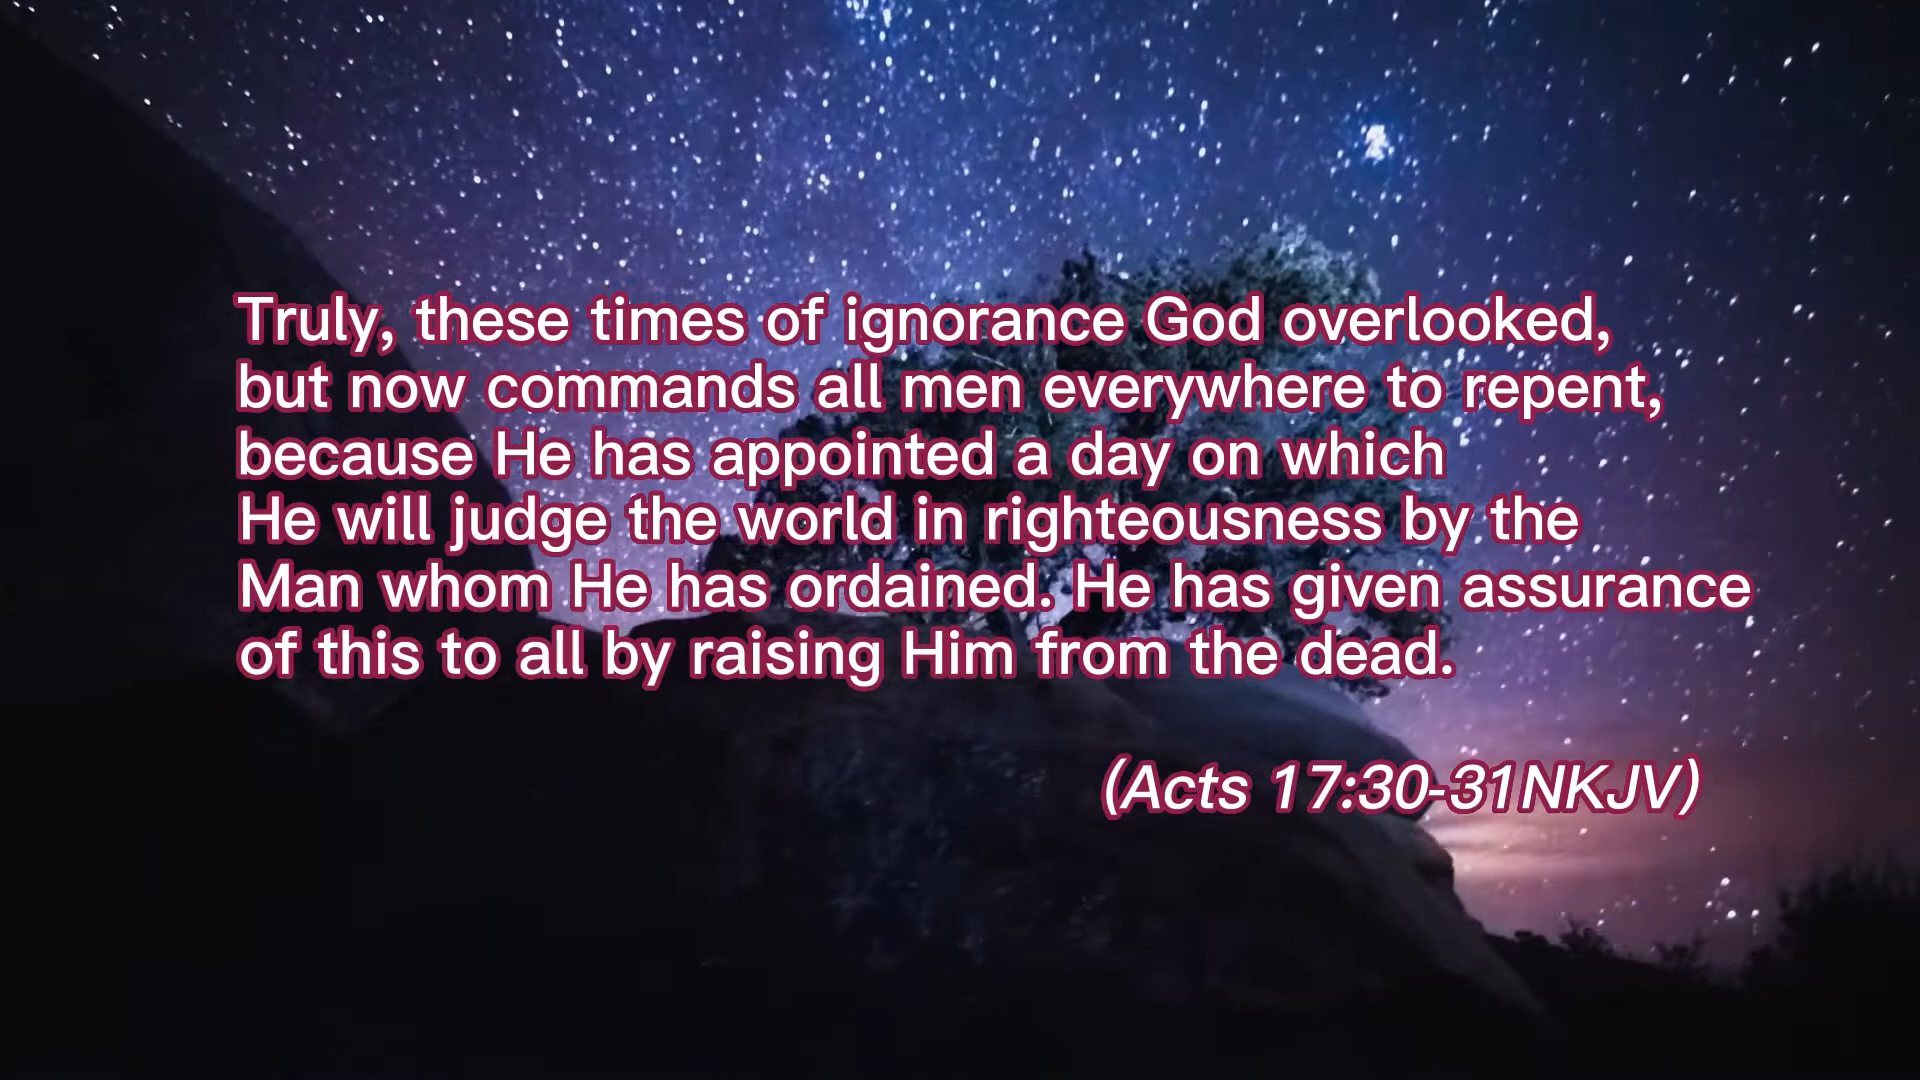 Truly, these times of ignorance God overlooked,
but now commands all men everywhere to repent,
because He has appointed a day on which
He will judge the world in righteousness by the
Man whom He has ordained. He has given assurance
of this to all by raising Him from the dead.
(Acts 17:30-31NKJV)